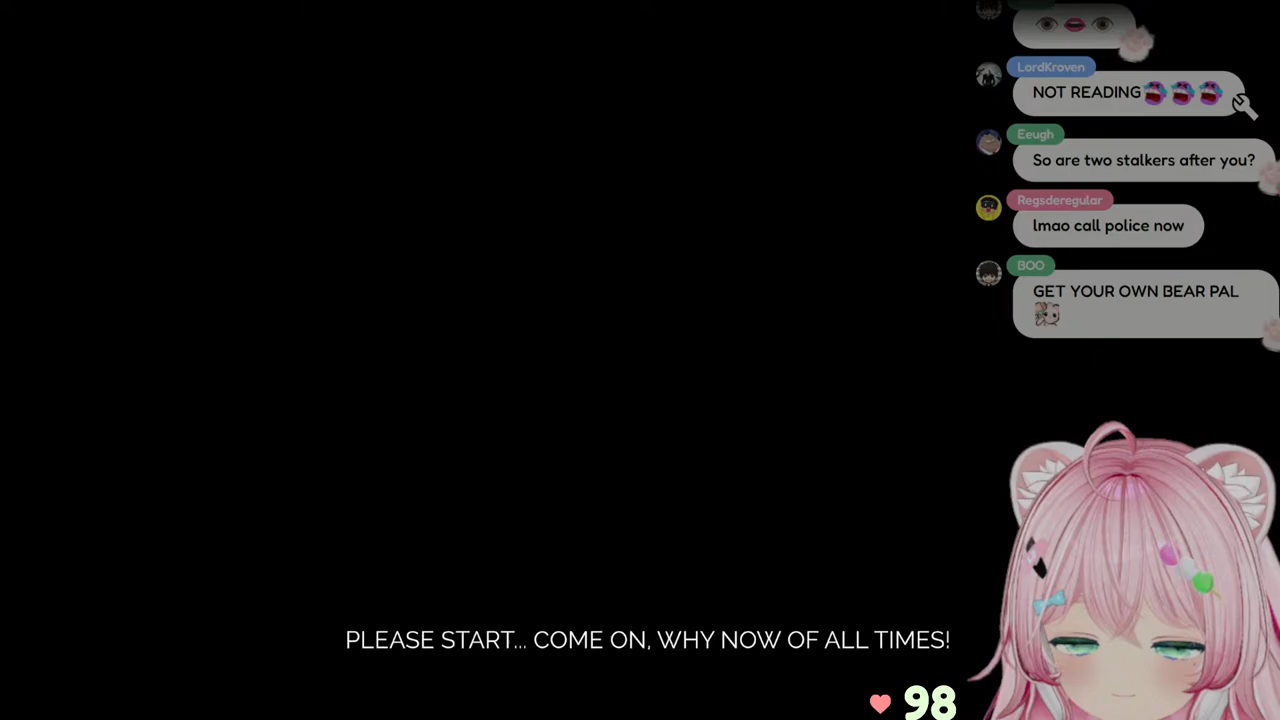 LordKroven
NOT READING
Eeugh
So are two stalkers after you?
Regsderegular
lmao call police now
BOO
GET YOUR OWN BEAR PAL
PLEASE START... COME ON, WHY NOW OF ALL TIMES!
98